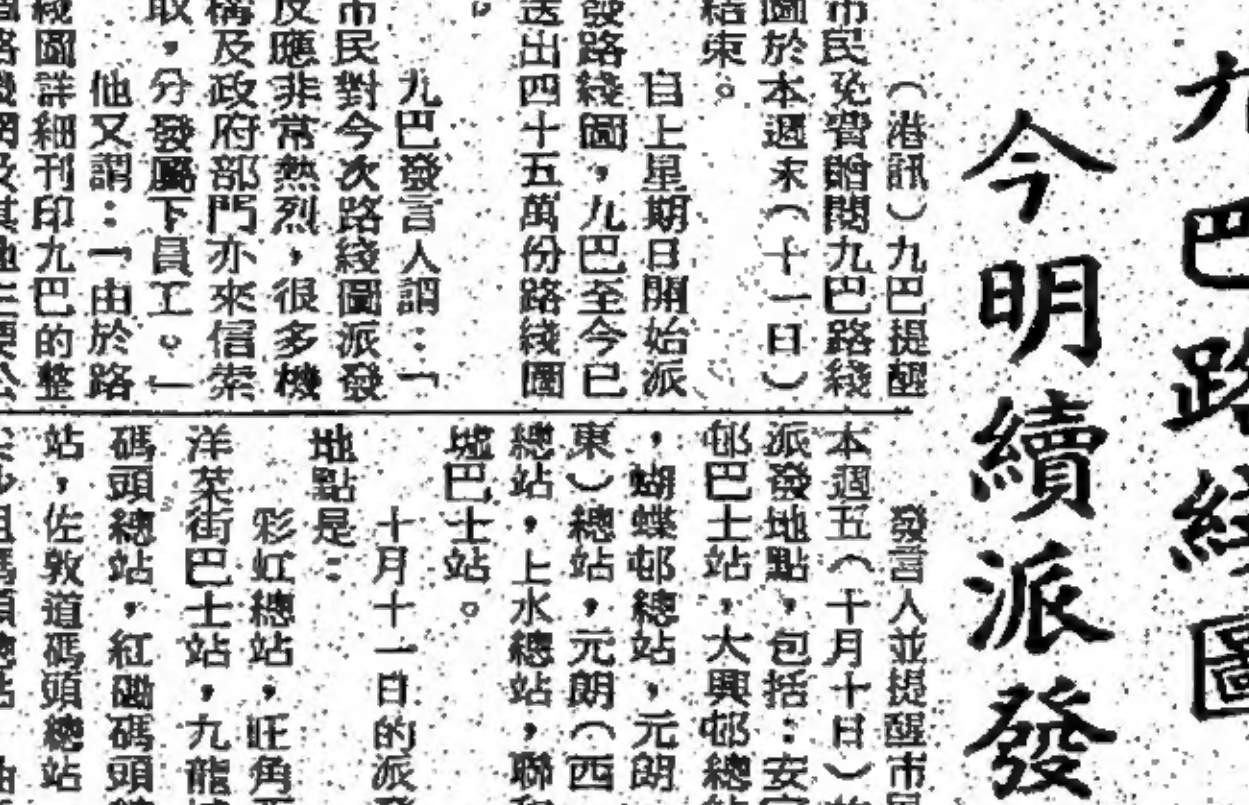 九巴路綫圖
今明續派發
（港訊）九巴提醒
市民免費贈閱九巴路綫
圖於本週末（十一日）
結束。
自上星期日開始派
發路綫圖，九巴至今已
送出四十五萬份路綫圖
。
九巴發言人謂：「
市民對今次路綫圖派發
反應非常熱烈，很多機
構及政府部門亦來信索
取，分發屬下員工。」
他又謂：「由於路
綫圖詳細刊印九巴的整
發言人並提醒市民
本週五（十月十日）
派發地點，包括：安定
邨巴士站，大興邨總站
，蝴蝶邨總站，元朗
東）總站，元朗（西
總站，上水總站，聯和
墟巴士站。
十月十一日的派發
地點是：
彩虹總站，旺角
洋菜街巴士站，九龍城
碼頭總站，紅磡碼頭
站，佐敦道碼頭總站